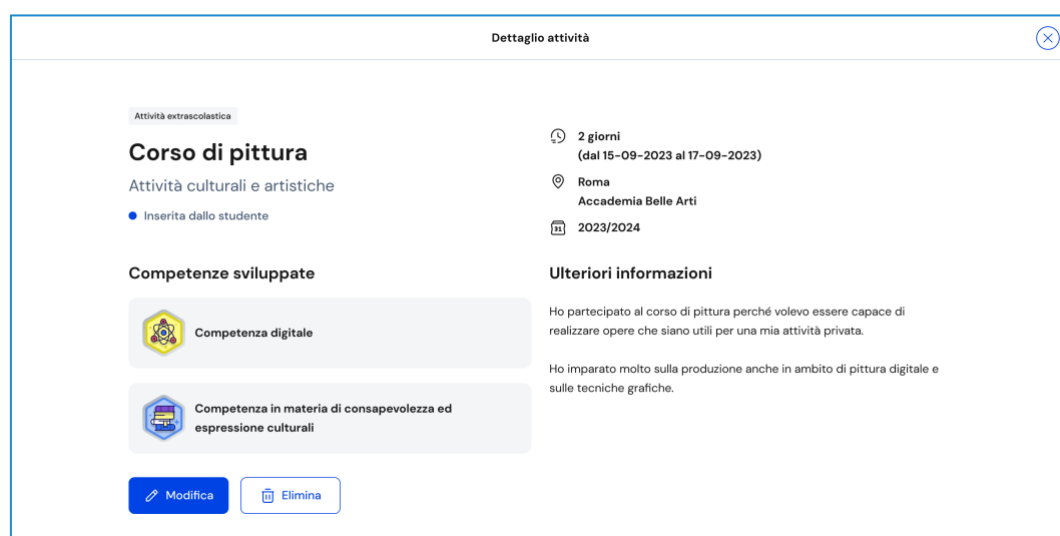 Dettaglio attività
Attività extrascolastica
Corso di pittura
Attività culturali e artistiche
Inserita dallo studente
2 giorni
(dal 15-09-2023 al 17-09-2023)
Roma
Accademia Belle Arti
31
2023/2024
Competenze sviluppate
Competenza digitale
Competenza in materia di consapevolezza ed
espressione culturali
Ulteriori informazioni
Ho partecipato al corso di pittura perché volevo essere capace di
realizzare opere che siano utili per una mia attività privata.
Ho imparato molto sulla produzione anche in ambito di pittura digitale e
sulle tecniche grafiche.
Modifica
Elimina